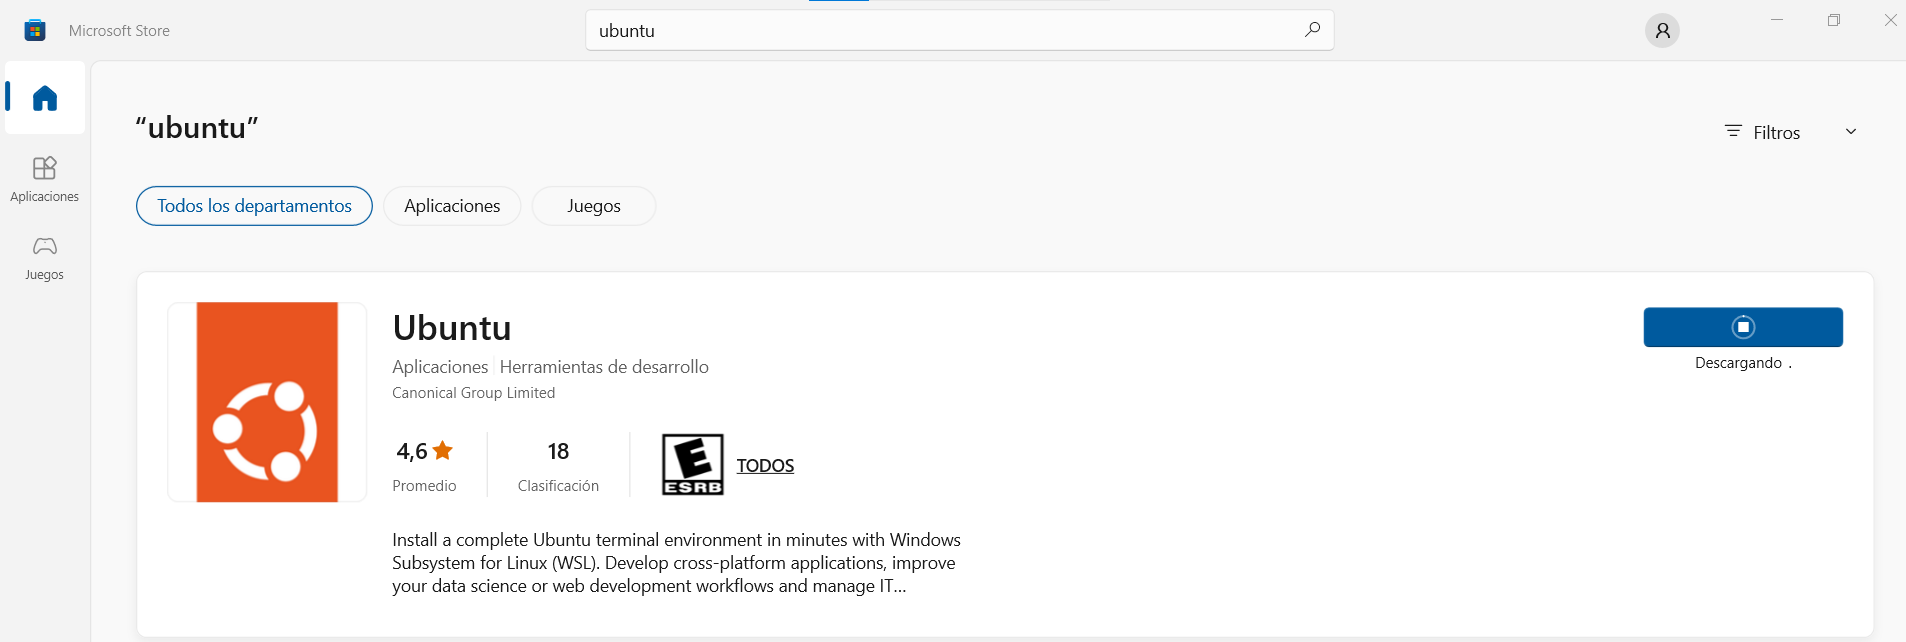 Microsoft Store
ubuntu
“ubuntu”
Filtros
Aplicaciones
Juegos
Todos los departamentos
Aplicaciones
Juegos
Ubuntu
Aplicaciones
Herramientas de desarrollo
Canonical Group Limited
Descargando .
4,6
Promedio
18
Clasificación
E
ESRB
TODOS
Install a complete Ubuntu terminal environment in minutes with Windows
Subsystem for Linux (WSL). Develop cross-platform applications, improve
your data science or web development workflows and manage IT...